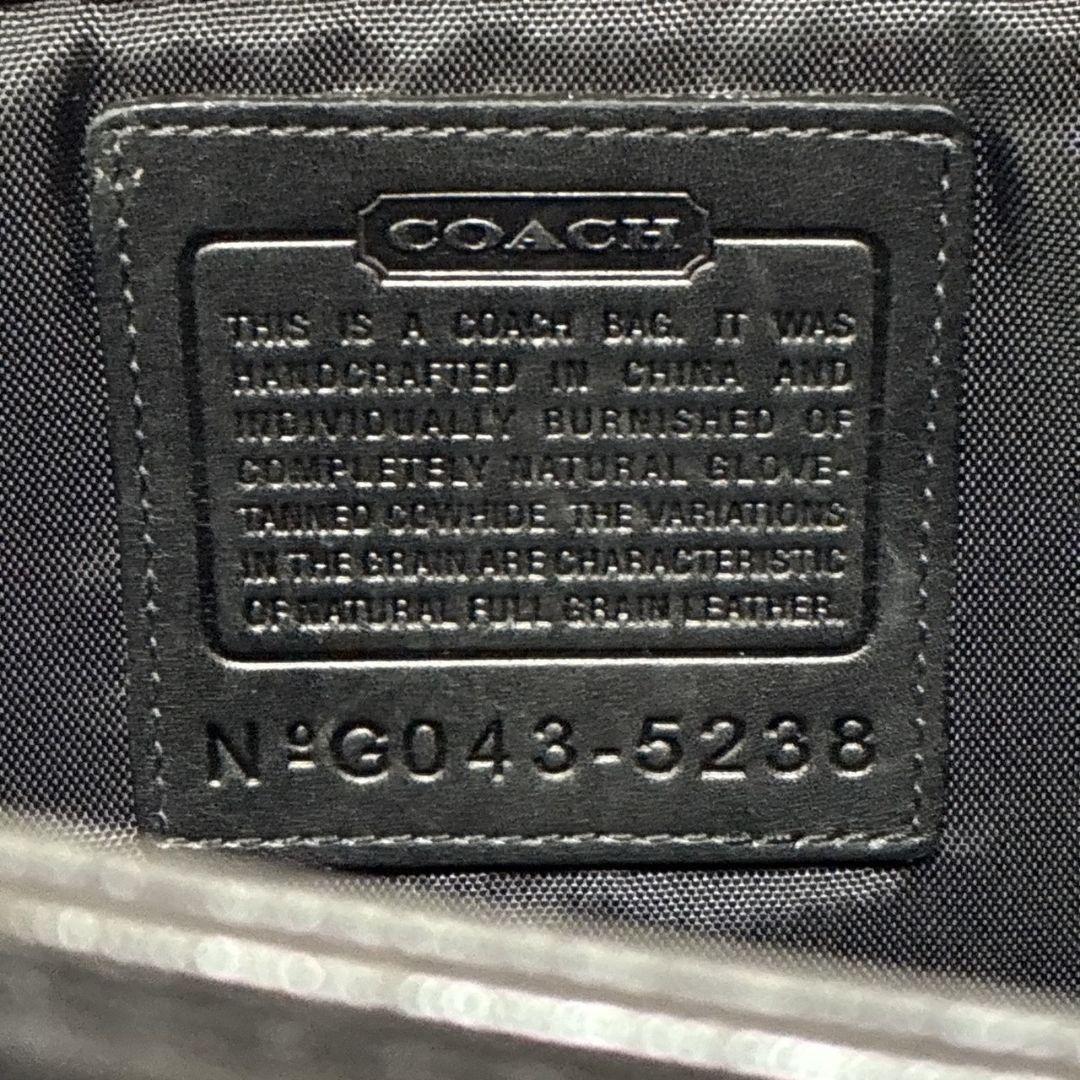 COACH
THIS IS A COACH BAG. IT WAS
HANDCRAFTED IN CHINA AND
INDIVIDUALLY BURNISHED OF
COMPLETELY NATURAL GLOVE-
TANNED COWHIDE. THE VARIATIONS
IN THE GRAIN ARE CHARACTERISTIC
OF NATURAL FULL GRAIN LEATHER.
NºG043-5238